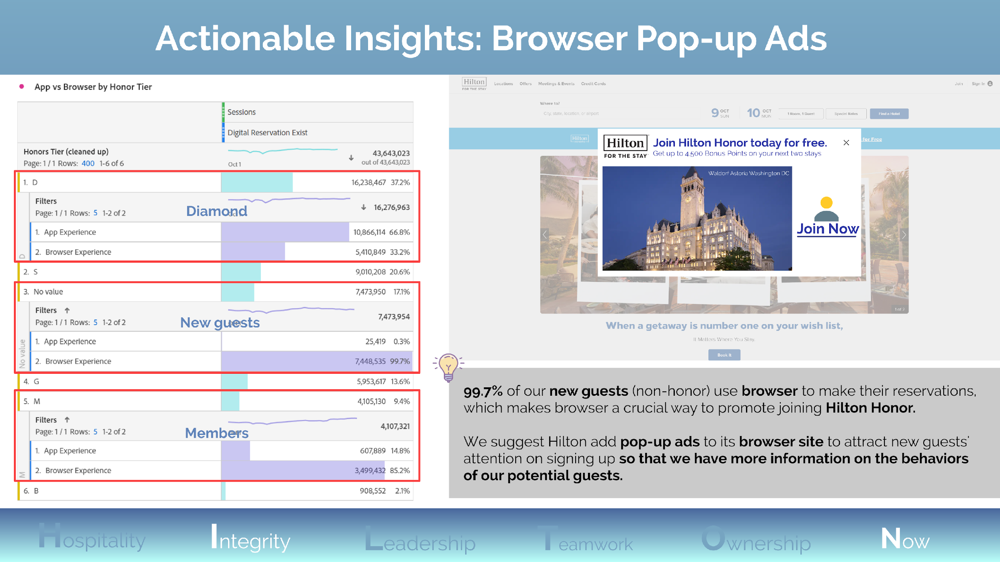 Actionable Insights: Browser Pop-up Ads
App vs Browser by Honor Tier
Sessions
Digital Reservation Exist
Honors Tier (cleaned up)
Page: 1 / 1 Rows: 400 1-6 of 6
Oct 1
43,643,023
out of 43,643,023
1. D 16,238,467 37.2%
Filters
Page: 1 / 1 Rows: 5 1-2 of 2
Diamond
16,276,963
1. App Experience 10,866,114 66.8%
2. Browser Experience 5,410,849 33.2%
D
2. S 9,010,208 20.6%
3. No value 7,473,950 17.1%
Filters
Page: 1 / 1 Rows: 5 1-2 of 2
New guests
7,473,954
1. App Experience 25,419 0.3%
2. Browser Experience 7,448,535 99.7%
No value
4. G 5,953,617 13.6%
5. M 4,105,130 9.4%
Filters
Page: 1 / 1 Rows: 5 1-2 of 2
Members
4,107,321
1. App Experience 607,889 14.8%
2. Browser Experience 3,499,432 85.2%
M
6. B 908,552 2.1%
Hilton
FOR THE STAY
Locations Offers Meetings & Events Credit Cards
Join Sign In
Where to?
City, state, location, or airport
9 OCT SUN
10 OCT MON
1 Room, 1 Guest
Special Rates
Find a Hotel
Hilton
HONORS
for Free
Hilton
FOR THE STAY
Join Hilton Honor today for free.
Get up to 4,500 Bonus Points on your next two stays
Waldorf Astoria Washington DC
Join Now
1 of 2
When a getaway is number one on your wish list,
It Matters Where You Stay.
Book It
99.7% of our new guests (non-honor) use browser to make their reservations,
which makes browser a crucial way to promote joining Hilton Honor.
We suggest Hilton add pop-up ads to its browser site to attract new guests'
attention on signing up so that we have more information on the behaviors
of our potential guests.
Hospitality Integrity Leadership Teamwork Ownership Now